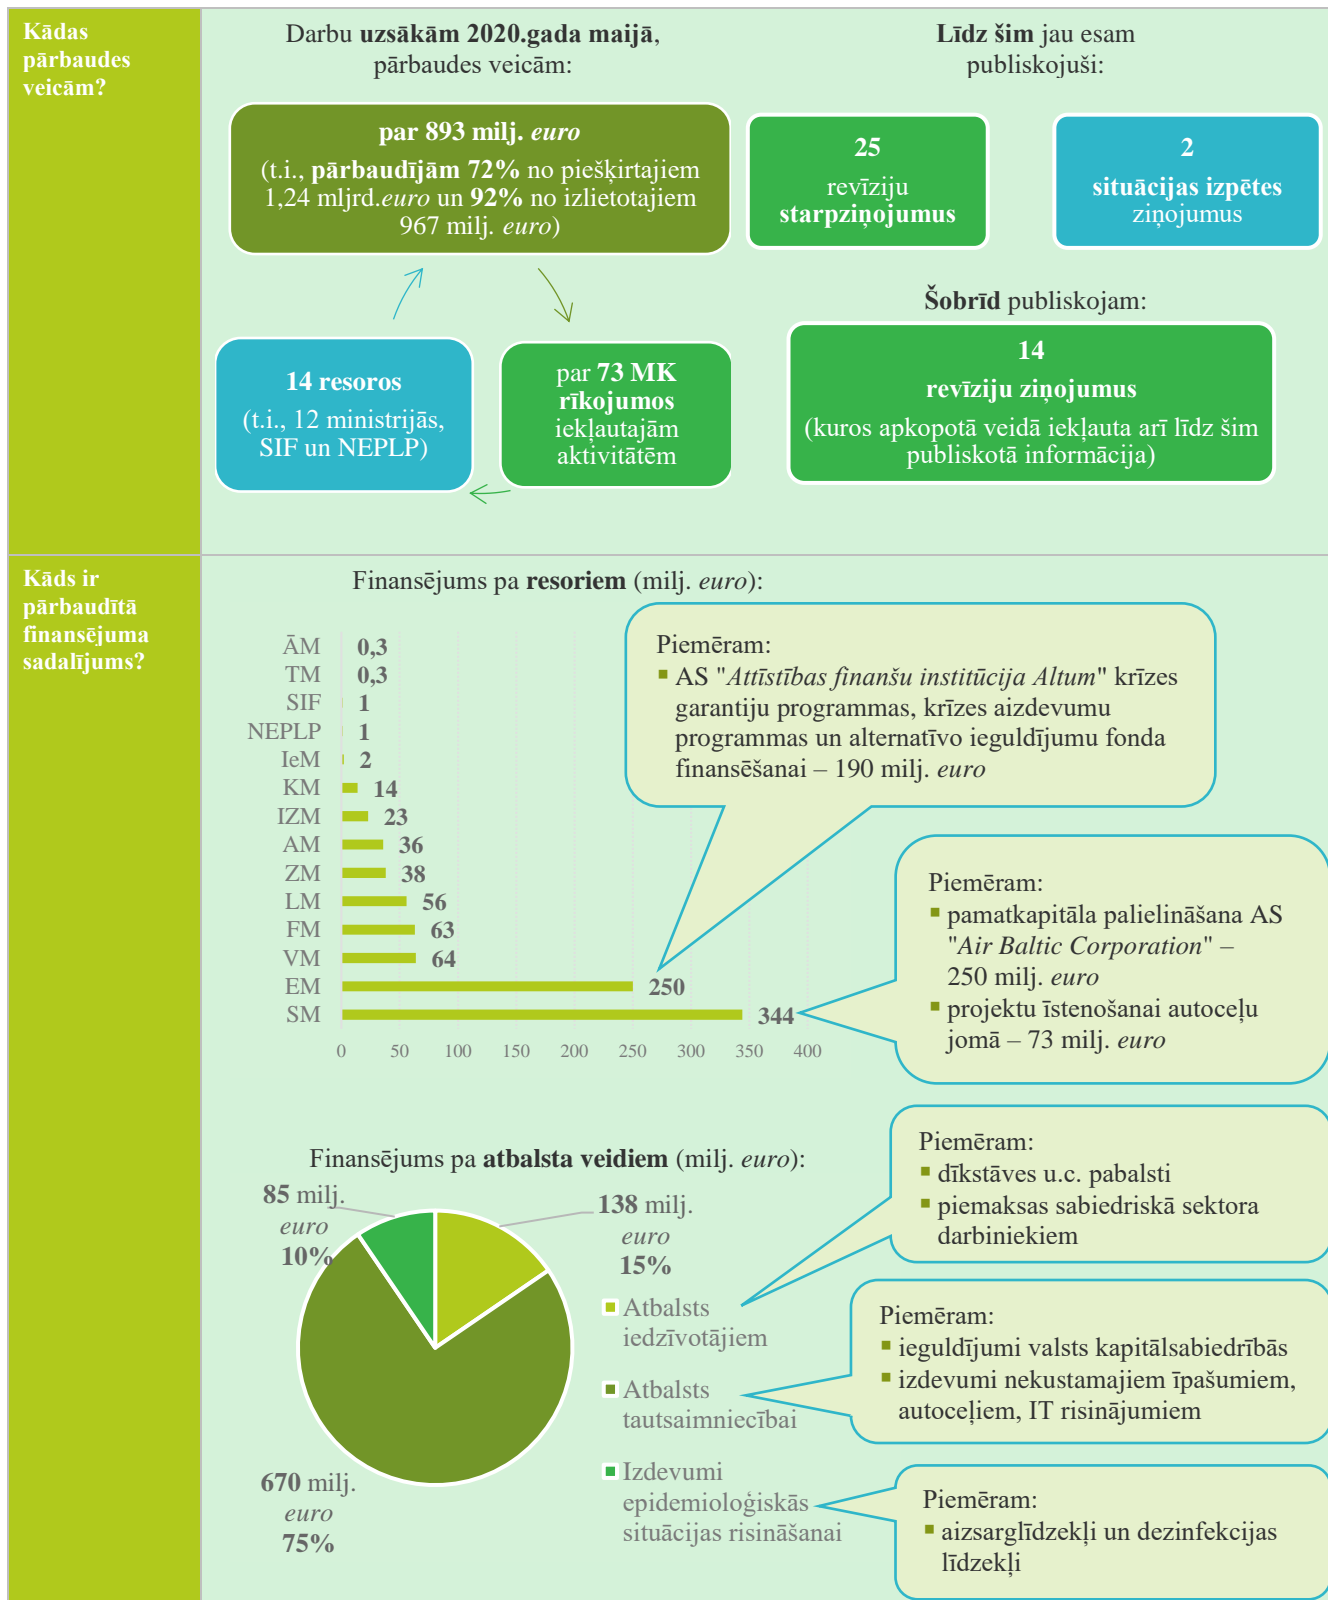 Kādas
pārbaudes
veicām?
Darbu uzsākām 2020.gada maijā,
pārbaudes veicām:
par 893 milj. euro
(t.i., pārbaudījām 72% no piešķirtajiem
1,24 mljrd.euro un 92% no izlietotajiem
967 milj. euro)
14 resoros
(t.i., 12 ministrijās,
SIF un NEPLP)
par 73 MK
rīkojumos
iekļautajām
aktivitātēm
Līdz šim jau esam
publiskojuši:
25
revīziju
starpziņojumus
2
situācijas izpētes
ziņojumus
Šobrīd publiskojam:
14
revīziju ziņojumus
(kuros apkopotā veidā iekļauta arī līdz šim
publiskotā informācija)
Kāds ir
pārbaudītā
finansējuma
sadalījums?
Finansējums pa resoriem (milj. euro):
ĀM 0,3
TM 0,3
SIF 1
NEPLP 1
IeM 2
KM 14
IZM 23
AM 36
ZM 38
LM 56
FM 63
VM 64
EM 250
SM 344
0 50 100 150 200 250 300 350 400
Piemēram:
▪ AS "Attīstības finanšu institūcija Altum" krīzes
garantiju programmas, krīzes aizdevumu
programmas un alternatīvo ieguldījumu fonda
finansēšanai – 190 milj. euro
Piemēram:
▪ pamatkapitāla palielināšana AS
"Air Baltic Corporation" –
250 milj. euro
▪ projektu īstenošanai autoceļu
jomā – 73 milj. euro
Finansējums pa atbalsta veidiem (milj. euro):
85 milj.
euro
10%
138 milj.
euro
15%
670 milj.
euro
75%
Atbalsts
iedzīvotājiem
Atbalsts
tautsaimniecībai
Izdevumi
epidemioloģiskās
situācijas risināšanai
Piemēram:
▪ dīkstāves u.c. pabalsti
▪ piemaksas sabiedriskā sektora
darbiniekiem
Piemēram:
▪ ieguldījumi valsts kapitālsabiedrībās
▪ izdevumi nekustamajiem īpašumiem,
autoceļiem, IT risinājumiem
Piemēram:
▪ aizsarglīdzekļi un dezinfekcijas
līdzekļi